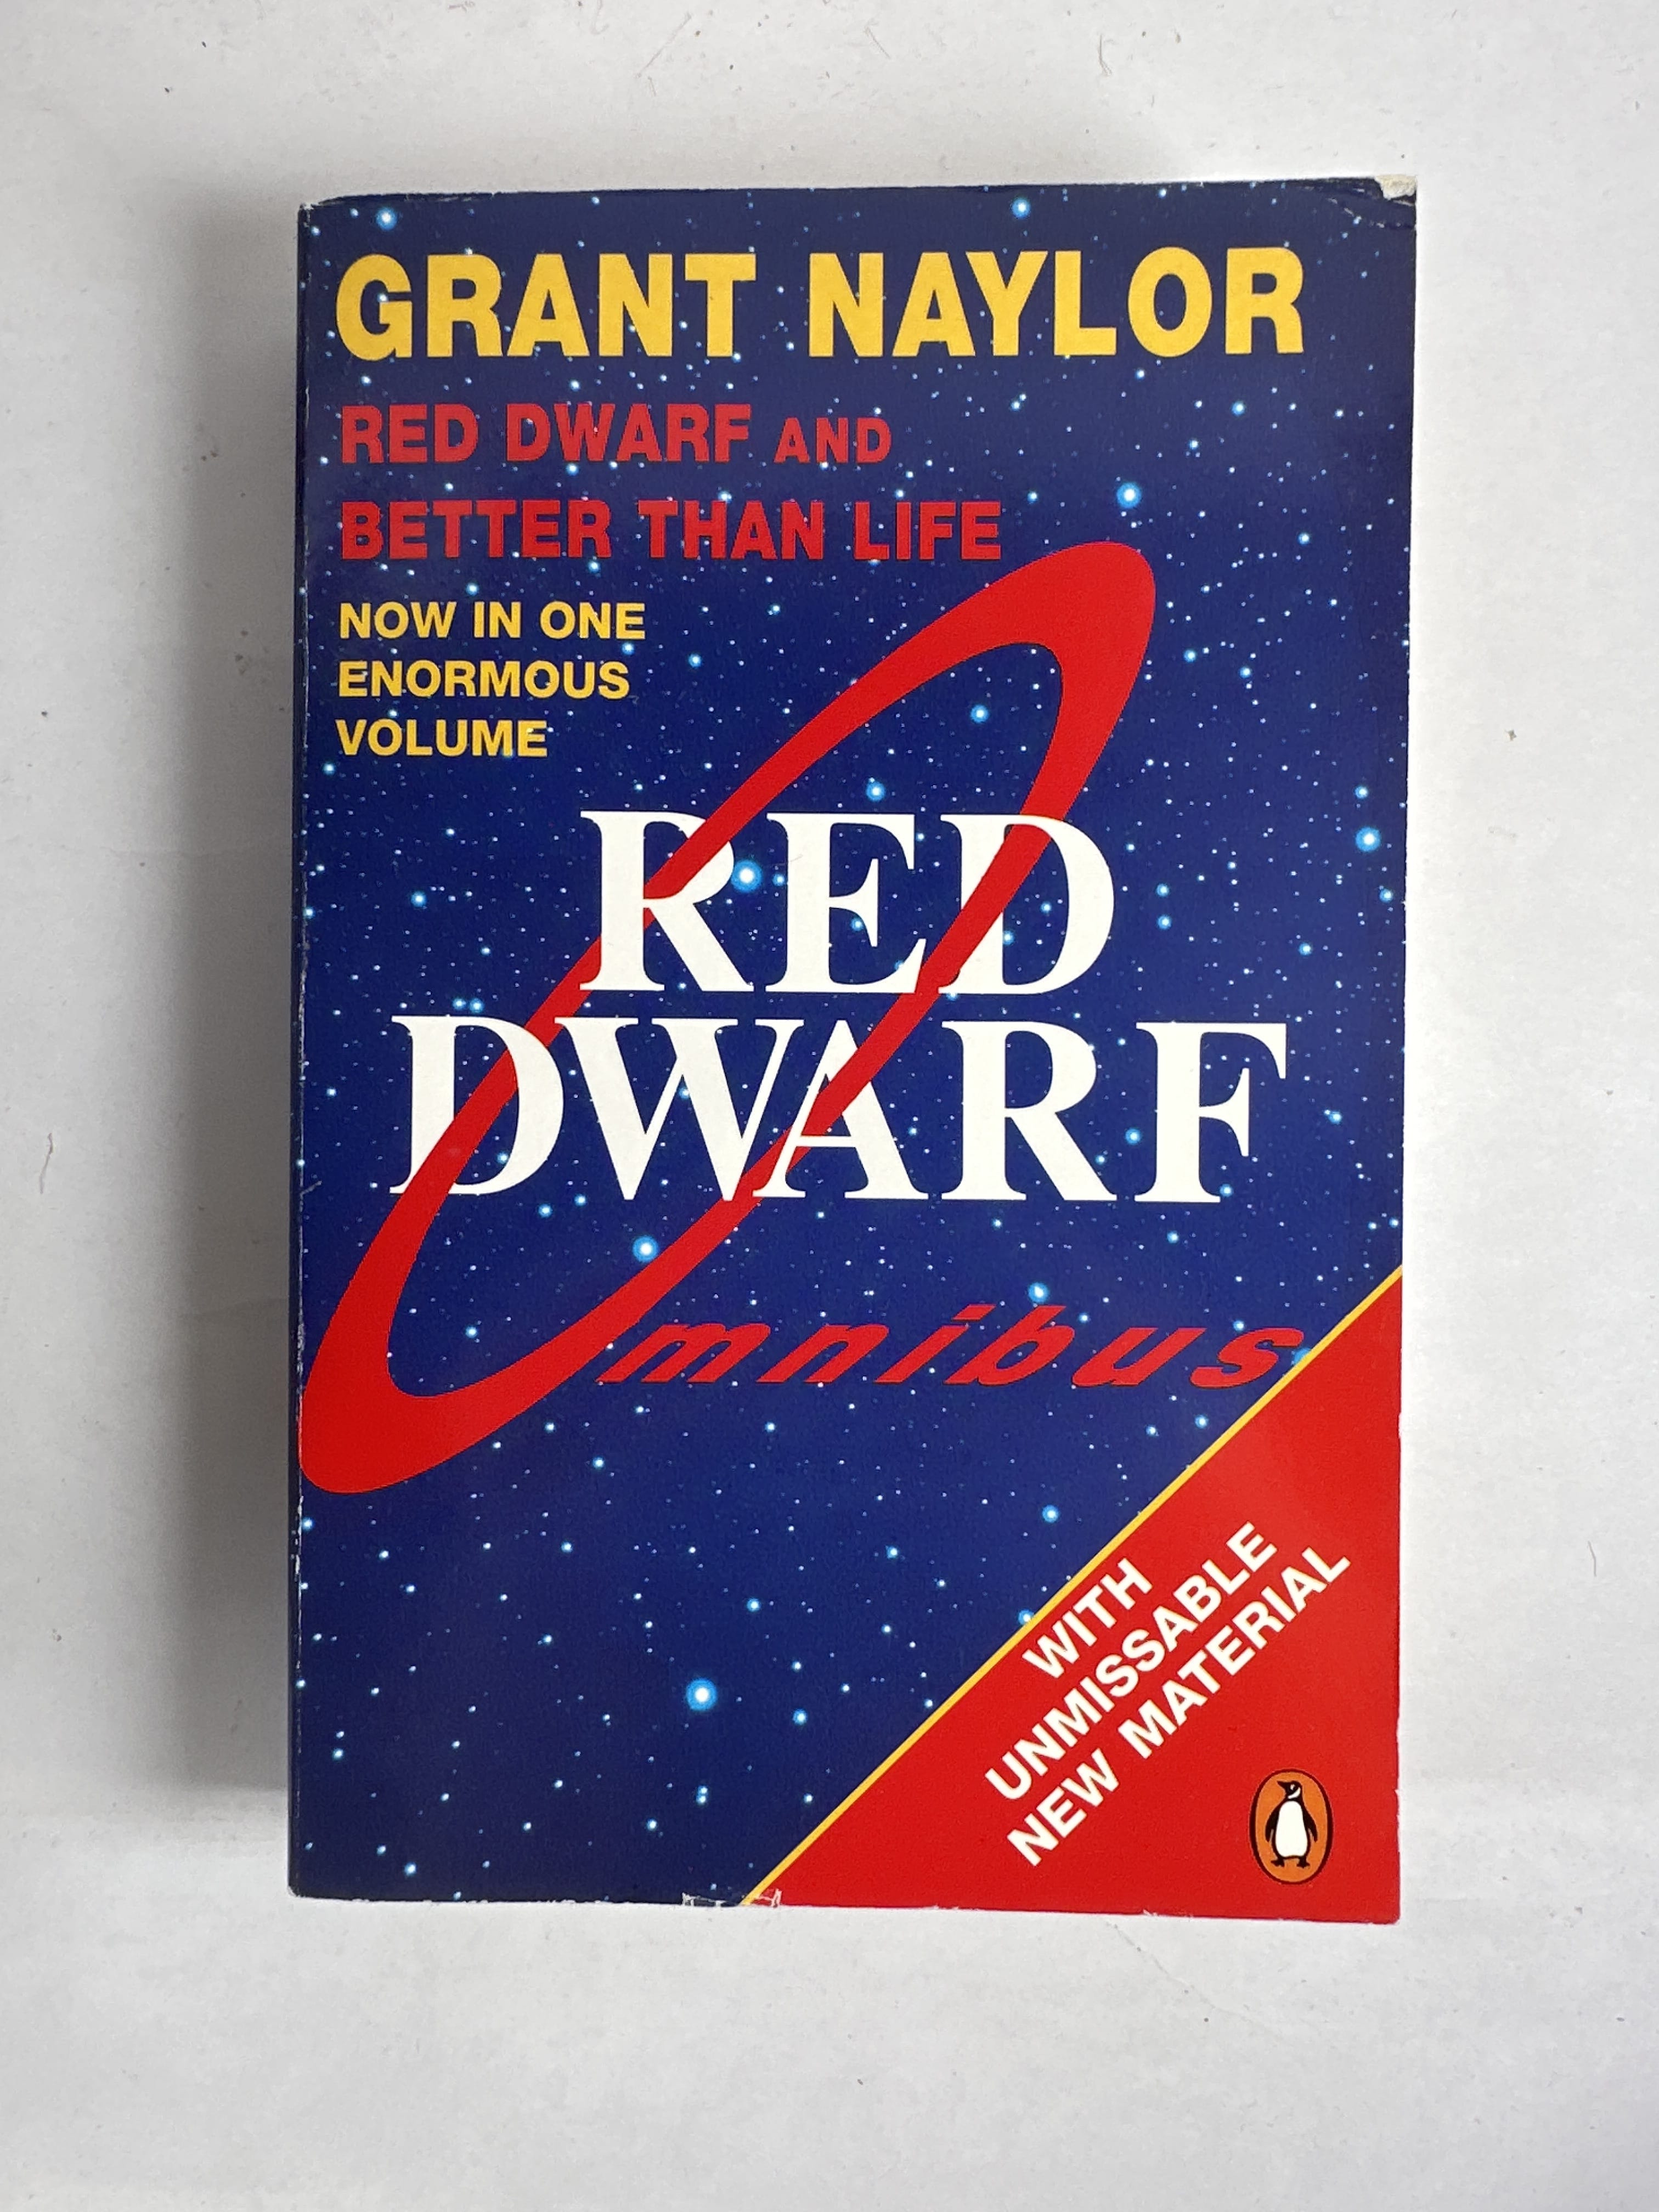 GRANT NAYLOR
RED DWARF AND
BETTER THAN LIFE
NOW IN ONE
ENORMOUS
VOLUME
RED
DWARF
Omnibus
WITH
UNMISSABLE
NEW MATERIAL